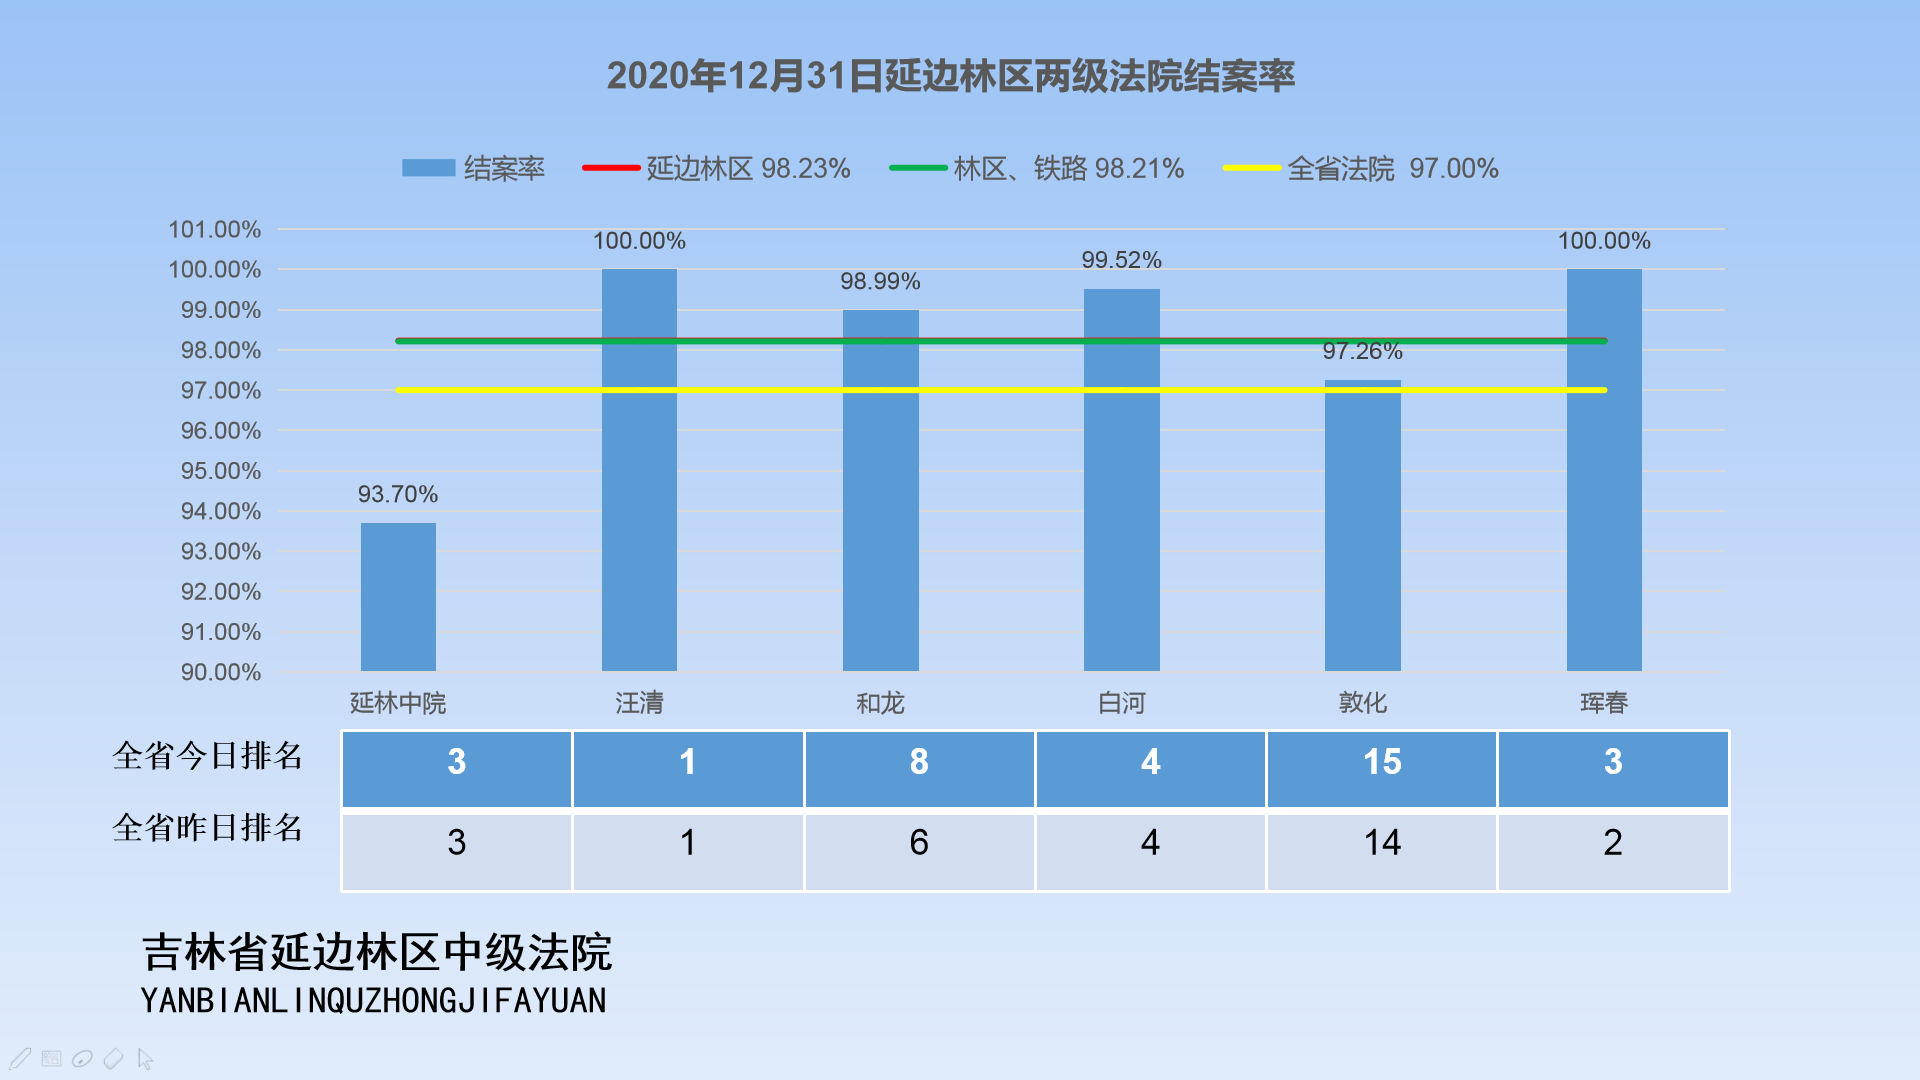 2020年12月31日延边林区两级法院结案率
结案率 延边林区 98.23% 林区、铁路 98.21% 全省法院 97.00%
101.00%
100.00%
99.00%
98.00%
97.00%
96.00%
95.00%
94.00%
93.00%
92.00%
91.00%
90.00%
93.70%
100.00%
98.99%
99.52%
97.26%
100.00%
延林中院 汪清 和龙 白河 敦化 珲春
全省今日排名 3 1 8 4 15 3
全省昨日排名 3 1 6 4 14 2
吉林省延边林区中级法院
YANBIANLINQUZHONGJIFAYUAN